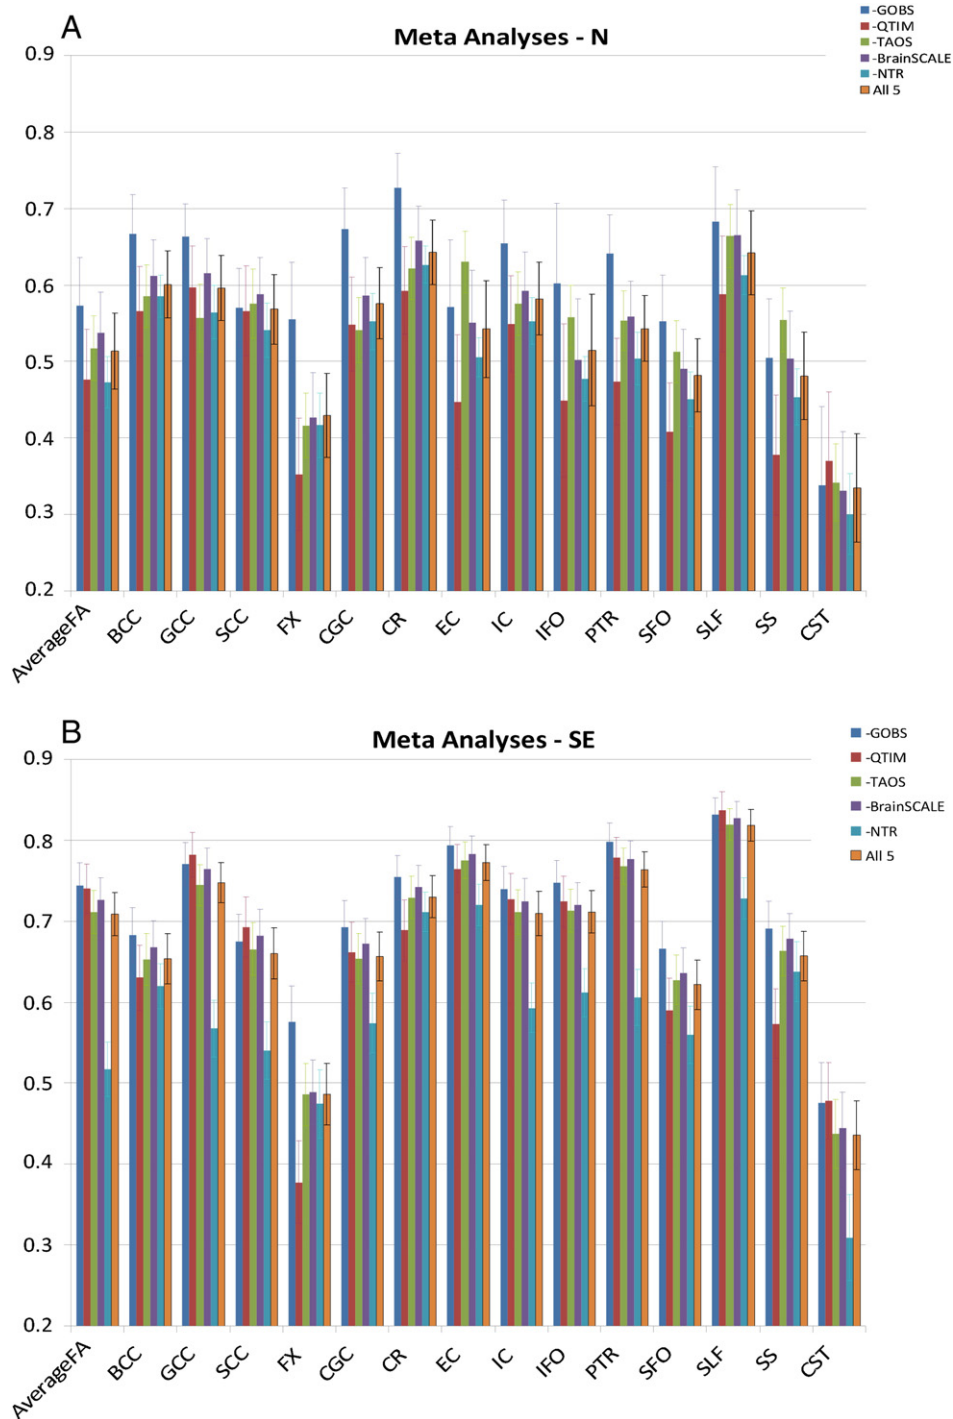 A
Meta Analyses - N
-GOBS
-QTIM
-TAOS
-BrainSCALE
-NTR
All 5
0.9
0.8
0.7
0.6
0.5
0.4
0.3
0.2
AverageFA
BCC
GCC
SCC
FX
CGC
CR
EC
IC
IFO
PTR
SFO
SLF
SS
CST
B
Meta Analyses - SE
-GOBS
-QTIM
-TAOS
-BrainSCALE
-NTR
All 5
0.9
0.8
0.7
0.6
0.5
0.4
0.3
0.2
AverageFA
BCC
GCC
SCC
FX
CGC
CR
EC
IC
IFO
PTR
SFO
SLF
SS
CST